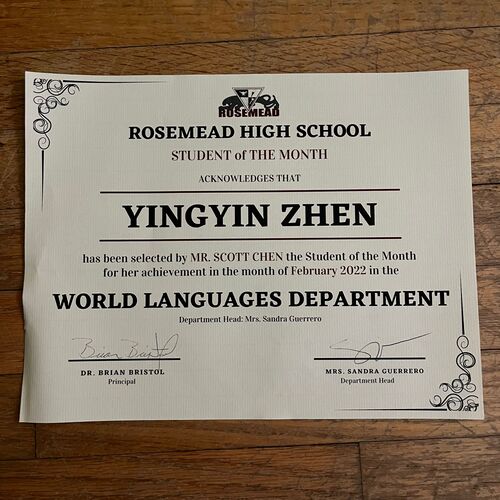 ROSEMEAD
ROSEMEAD HIGH SCHOOL
STUDENT of THE MONTH
ACKNOWLEDGES THAT
YINGYIN ZHEN
has been selected by MR. SCOTT CHEN the Student of the Month
for her achievement in the month of February 2022 in the
WORLD LANGUAGES DEPARTMENT
Department Head: Mrs. Sandra Guerrero
Brian Bristol
DR. BRIAN BRISTOL
Principal
MRS. SANDRA GUERRERO
Department Head